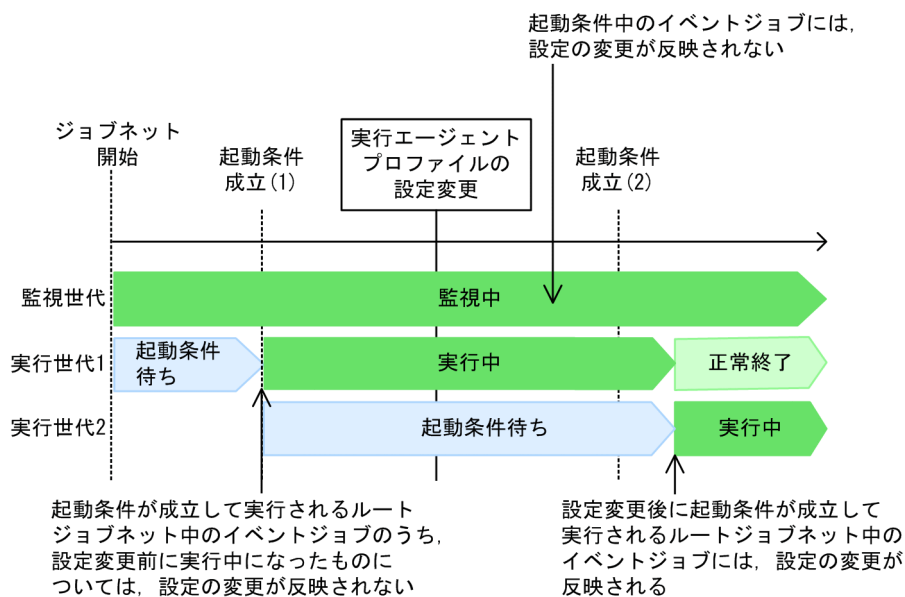 起動条件中のイベントジョブには,
設定の変更が反映されない
ジョブネット
開始
起動条件
成立(1)
実行エージェント
プロファイルの
設定変更
起動条件
成立(2)
監視世代
監視中
実行世代1
起動条件
待ち
実行中
正常終了
実行世代2
起動条件待ち
実行中
起動条件が成立して実行されるルート
ジョブネット中のイベントジョブのうち,
設定変更前に実行中になったものに
ついては,設定の変更が反映されない
設定変更後に起動条件が成立して
実行されるルートジョブネット中の
イベントジョブには,設定の変更が
反映される